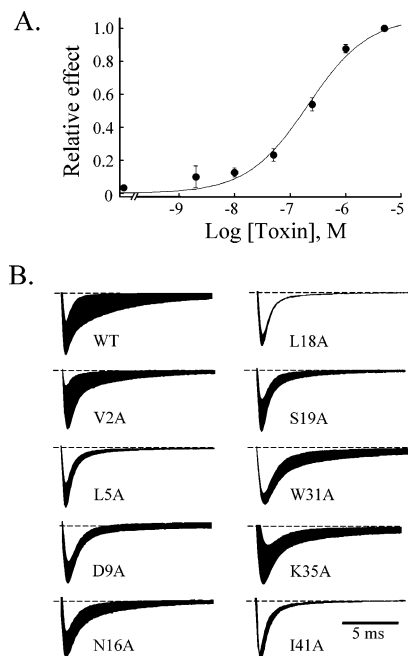 A.
Relative effect
1.0
0.8
0.6
0.4
0.2
0
-9 -8 -7 -6 -5
Log [Toxin], M
B.
WT L18A
V2A S19A
L5A W31A
D9A K35A
N16A I41A
5 ms